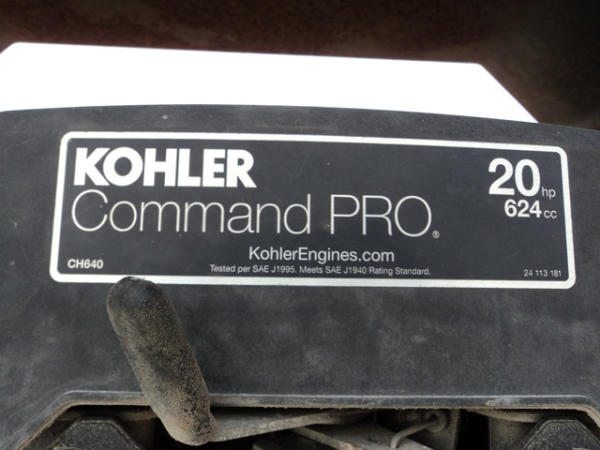 KOHLER
Command PRO®
20 hp
624 cc
KohlerEngines.com
CH640
Tested per SAE J1995. Meets SAE J1940 Rating Standard.
24 113 181